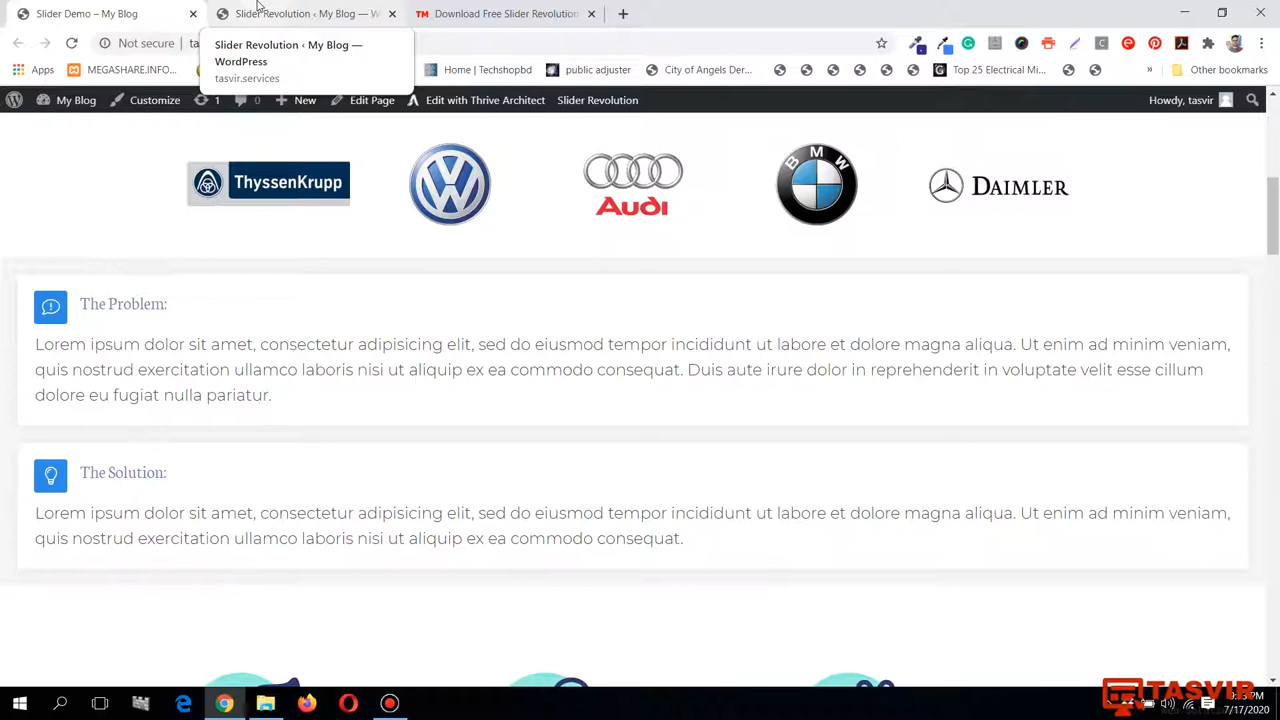 Slider Demo – My Blog
Slider Revolution ‹ My Blog — W
Download Free Slider Revolution
Not secure
ta
Slider Revolution ‹ My Blog —
WordPress
tasvir.services
Apps
MEGASHARE.INFO...
Home | Techshopbd
public adjuster
City of Angels Der...
Top 25 Electrical Mi...
Other bookmarks
My Blog
Customize
1
0
New
Edit Page
Edit with Thrive Architect
Slider Revolution
Howdy, tasvir
ThyssenKrupp
Audi
BMW
DAIMLER
The Problem:
Lorem ipsum dolor sit amet, consectetur adipisicing elit, sed do eiusmod tempor incididunt ut labore et dolore magna aliqua. Ut enim ad minim veniam,
quis nostrud exercitation ullamco laboris nisi ut aliquip ex ea commodo consequat. Duis aute irure dolor in reprehenderit in voluptate velit esse cillum
dolore eu fugiat nulla pariatur.
The Solution:
Lorem ipsum dolor sit amet, consectetur adipisicing elit, sed do eiusmod tempor incididunt ut labore et dolore magna aliqua. Ut enim ad minim veniam,
quis nostrud exercitation ullamco laboris nisi ut aliquip ex ea commodo consequat.
TASVIR
7/17/2020